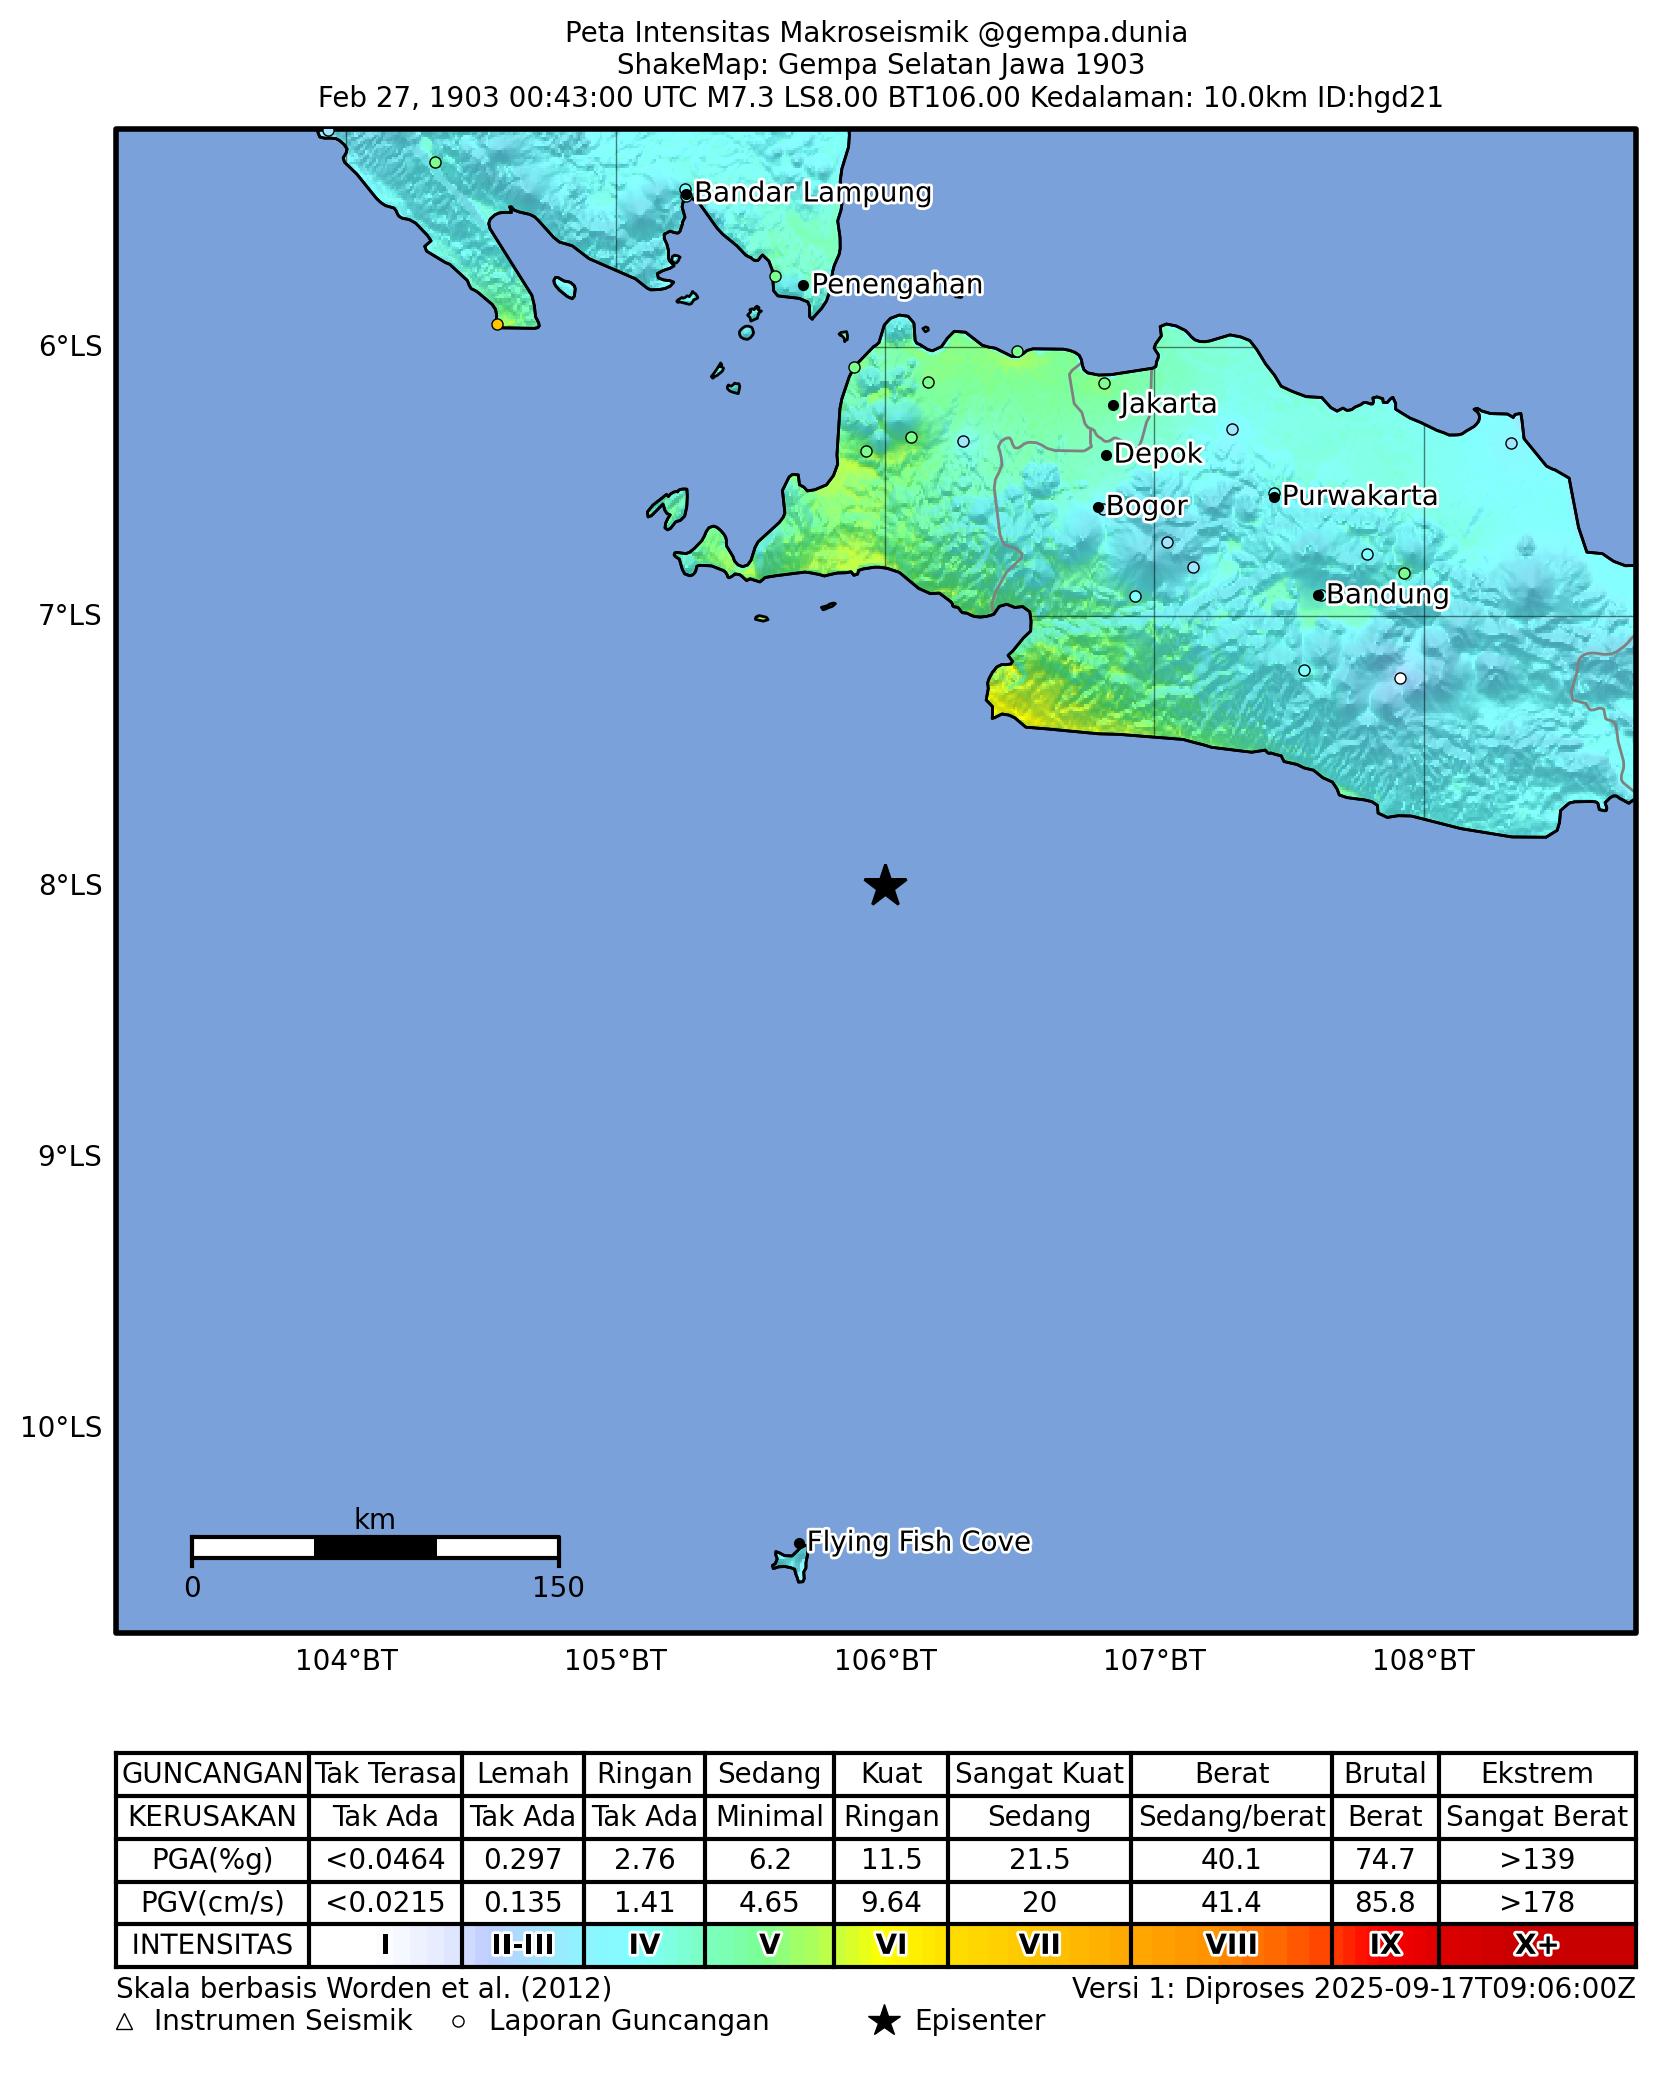 Peta Intensitas Makroseismik @gempa.dunia
ShakeMap: Gempa Selatan Jawa 1903
Feb 27, 1903 00:43:00 UTC M7.3 LS8.00 BT106.00 Kedalaman: 10.0km ID:hgd21
Bandar Lampung
Penengahan
6°LS
Jakarta
Depok
Purwakarta
Bogor
Bandung
7°LS
8°LS
9°LS
10°LS
km
0 150
Flying Fish Cove
104°BT 105°BT 106°BT 107°BT 108°BT
GUNCANGAN Tak Terasa Lemah Ringan Sedang Kuat Sangat Kuat Berat Brutal Ekstrem
KERUSAKAN Tak Ada Tak Ada Tak Ada Minimal Ringan Sedang Sedang/berat Berat Sangat Berat
PGA(%g) <0.0464 0.297 2.76 6.2 11.5 21.5 40.1 74.7 >139
PGV(cm/s) <0.0215 0.135 1.41 4.65 9.64 20 41.4 85.8 >178
INTENSITAS I II-III IV V VI VII VIII IX X+
Skala berbasis Worden et al. (2012) Versi 1: Diproses 2025-09-17T09:06:00Z
Instrumen Seismik Laporan Guncangan Episenter